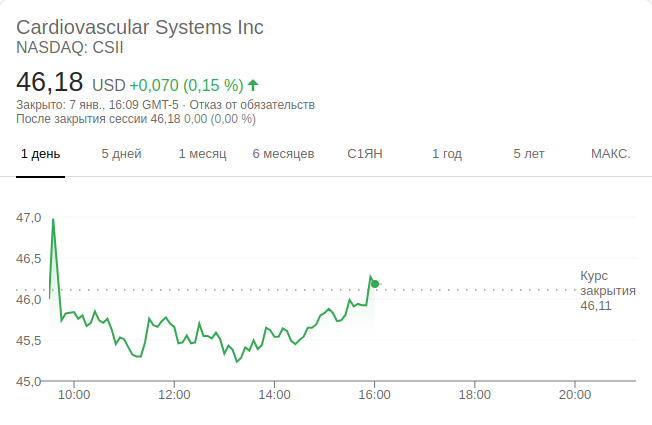 Cardiovascular Systems Inc
NASDAQ: CSII
46,18 USD +0,070 (0,15 %)
Закрыто: 7 янв., 16:09 GMT-5 · Отказ от обязательств
После закрытия сессии 46,18 0,00 (0,00 %)
1 день 5 дней 1 месяц 6 месяцев С1ЯН 1 год 5 лет МАКС.
47,0
46,5
Курс
закрытия
46,11
46,0
45,5
45,0
10:00 12:00 14:00 16:00 18:00 20:00